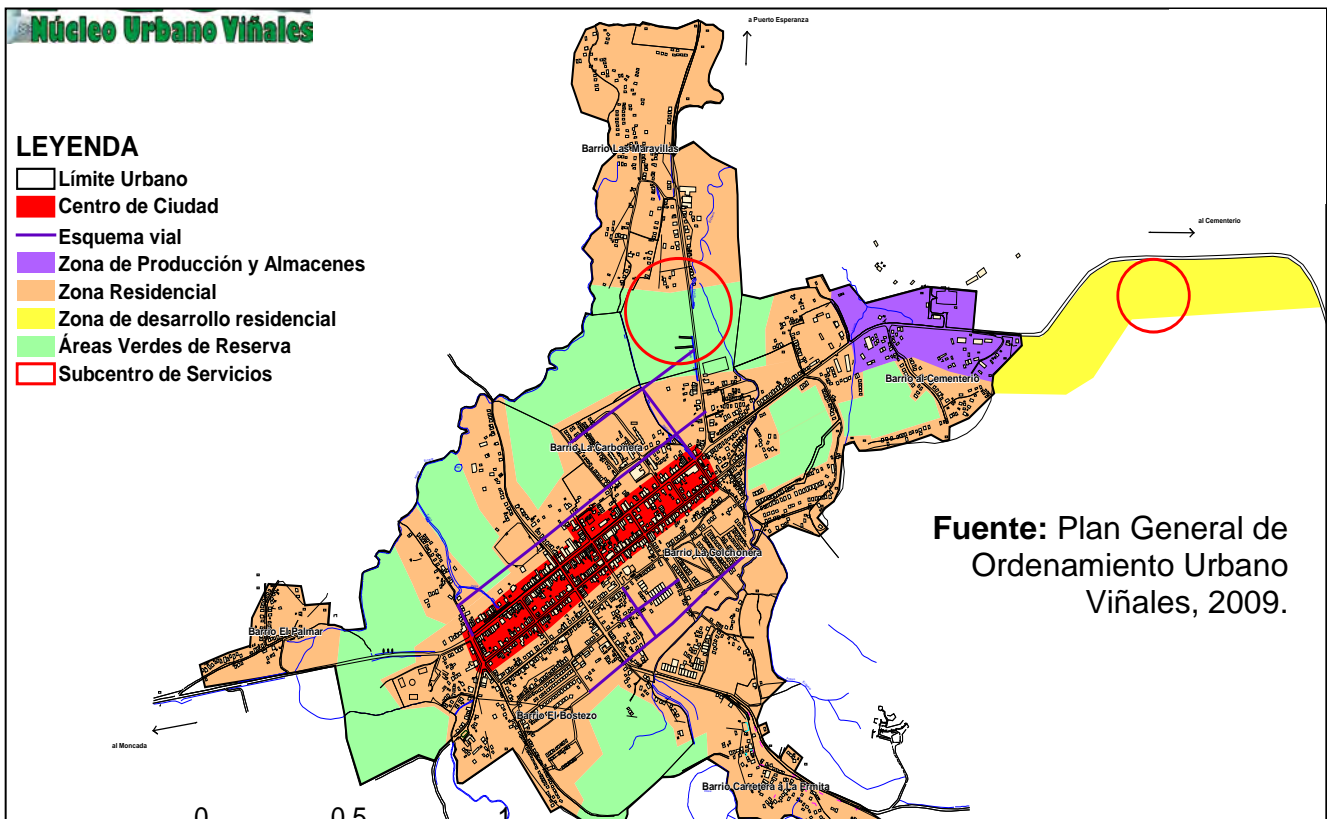 Núcleo Urbano Viñales
a Puerto Esperanza
LEYENDA
Límite Urbano
Centro de Ciudad
Esquema vial
Zona de Producción y Almacenes
Zona Residencial
Zona de desarrollo residencial
Áreas Verdes de Reserva
Subcentro de Servicios
Barrio Las Maravillas
al Cementerio
Barrio al Cementerio
Barrio La Carbonera
Barrio La Colchonera
Fuente: Plan General de
Ordenamiento Urbano
Viñales, 2009.
Barrio El Palmar
Barrio El Bostezo
al Moncada
Barrio Carretera a La Ermita
0 0,5 1